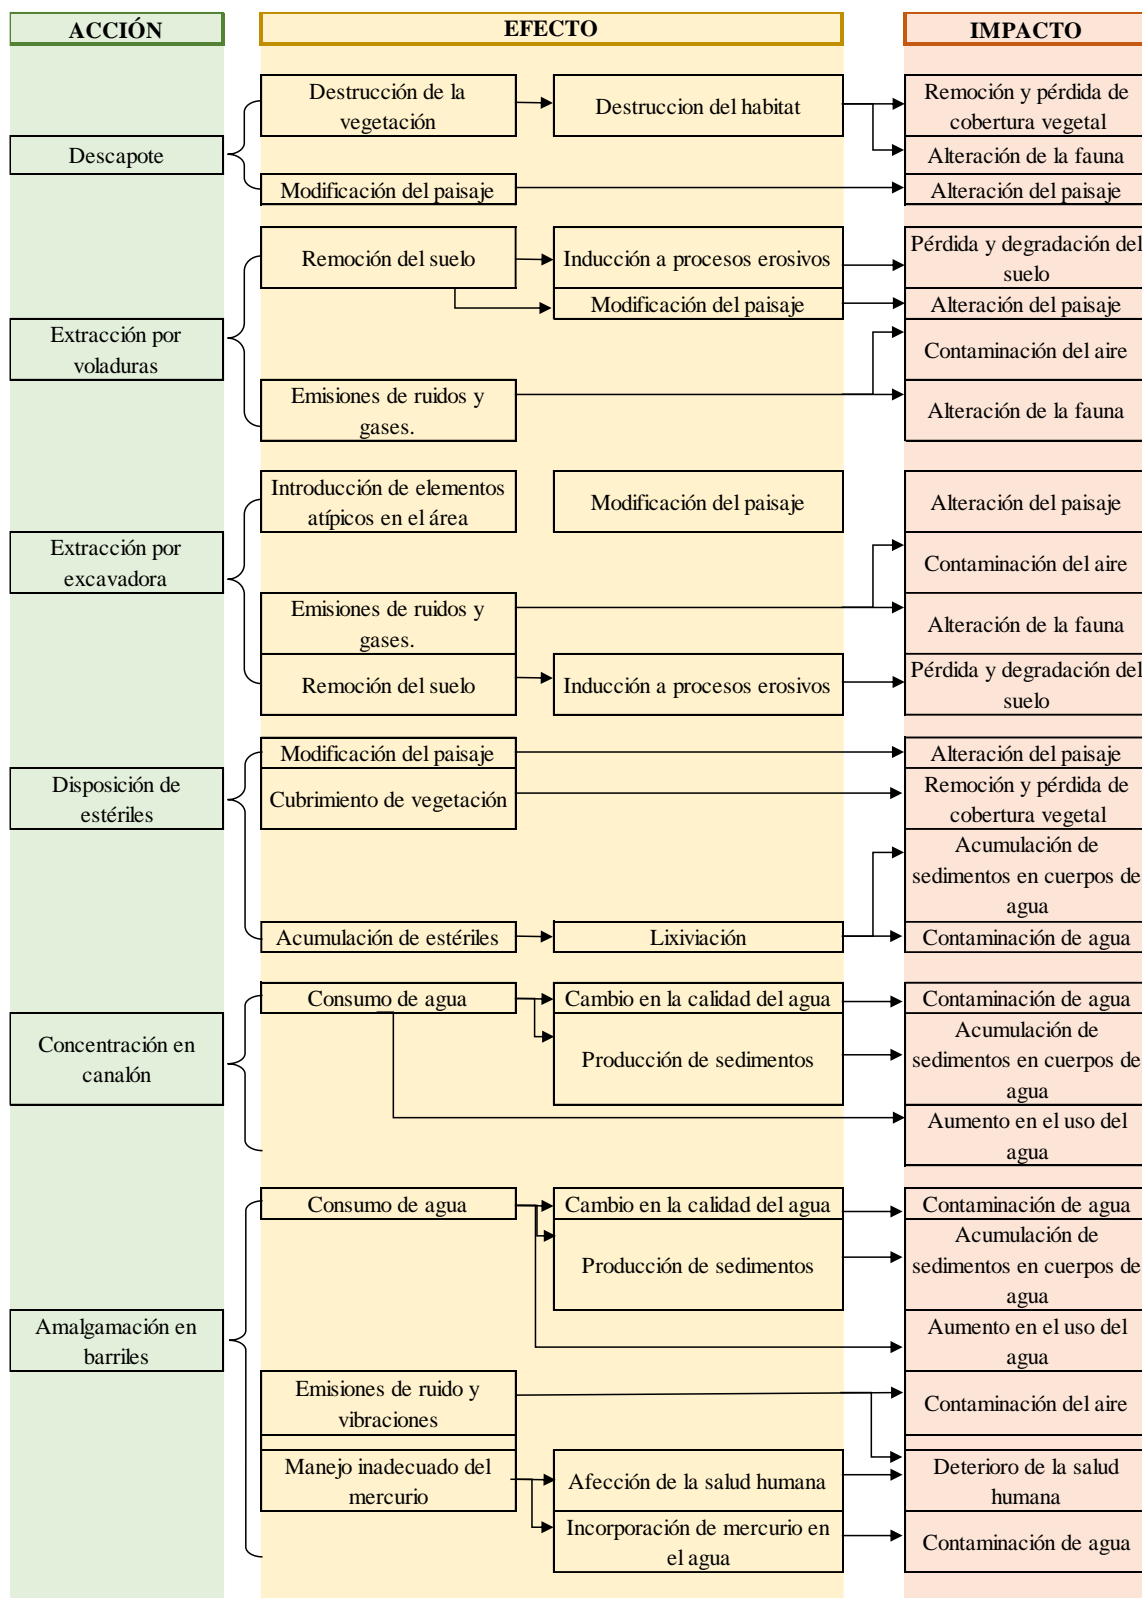 ACCIÓN
EFECTO
IMPACTO
Descapote
Destrucción de la
vegetación
Destruccion del habitat
Remoción y pérdida de
cobertura vegetal
Alteración de la fauna
Modificación del paisaje
Alteración del paisaje
Extracción por
voladuras
Remoción del suelo
Inducción a procesos erosivos
Pérdida y degradación del
suelo
Modificación del paisaje
Alteración del paisaje
Contaminación del aire
Emisiones de ruidos y
gases.
Alteración de la fauna
Extracción por
excavadora
Introducción de elementos
atípicos en el área
Modificación del paisaje
Alteración del paisaje
Contaminación del aire
Emisiones de ruidos y
gases.
Alteración de la fauna
Remoción del suelo
Inducción a procesos erosivos
Pérdida y degradación del
suelo
Disposición de
estériles
Modificación del paisaje
Alteración del paisaje
Cubrimiento de vegetación
Remoción y pérdida de
cobertura vegetal
Acumulación de
sedimentos en cuerpos de
agua
Acumulación de estériles
Lixiviación
Contaminación de agua
Concentración en
canalón
Consumo de agua
Cambio en la calidad del agua
Contaminación de agua
Producción de sedimentos
Acumulación de
sedimentos en cuerpos de
agua
Aumento en el uso del
agua
Amalgamación en
barriles
Consumo de agua
Cambio en la calidad del agua
Contaminación de agua
Producción de sedimentos
Acumulación de
sedimentos en cuerpos de
agua
Aumento en el uso del
agua
Emisiones de ruido y
vibraciones
Contaminación del aire
Manejo inadecuado del
mercurio
Afección de la salud humana
Deterioro de la salud
humana
Incorporación de mercurio en
el agua
Contaminación de agua